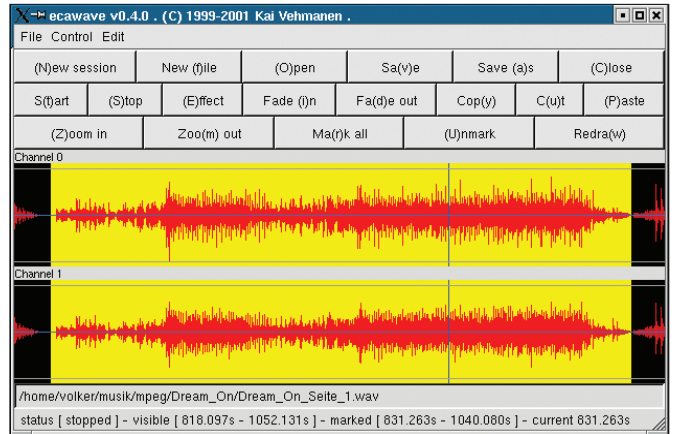 ecawave v0.4.0 . (C) 1999-2001 Kai Vehmanen .
File Control Edit
(N)ew session New (f)ile (O)pen Sa(v)e Save (a)s (C)lose
S(t)art (S)top (E)ffect Fade (i)n Fa(d)e out Cop(y) C(u)t (P)aste
(Z)oom in Zoo(m) out Ma(r)k all (U)nmark Redra(w)
Channel 0
Channel 1
/home/volker/musik/mpeg/Dream_On/Dream_On_Seite_1.wav
status [ stopped ] - visible [ 818.097s - 1052.131s ] - marked [ 831.263s - 1040.080s ] - current 831.263s